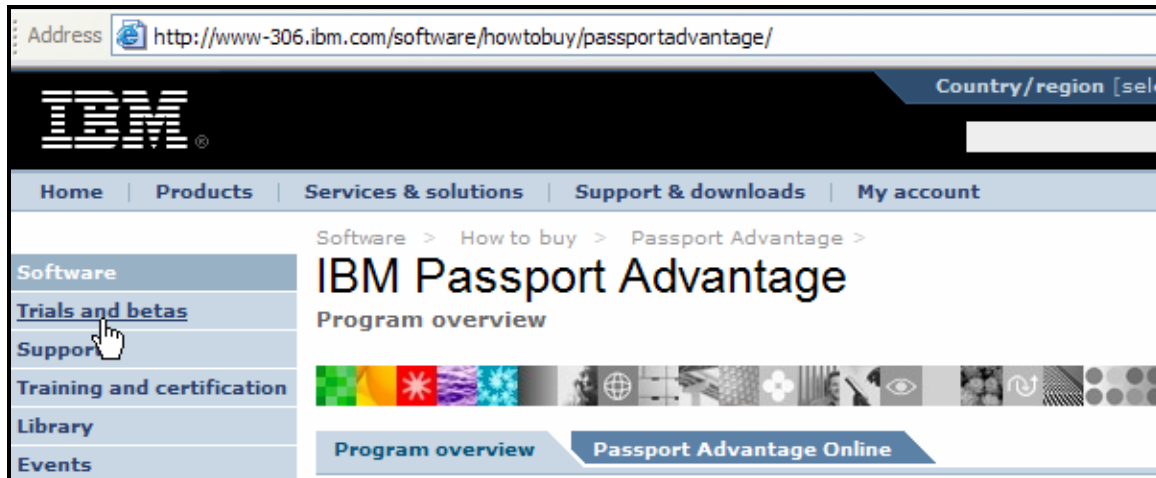 Address http://www-306.ibm.com/software/howtobuy/passportadvantage/
Country/region [sel
IBM ®
Home | Products | Services & solutions | Support & downloads | My account
Software > How to buy > Passport Advantage >
IBM Passport Advantage
Program overview
Software
Trials and betas
Support
Training and certification
Library
Events
Program overview
Passport Advantage Online